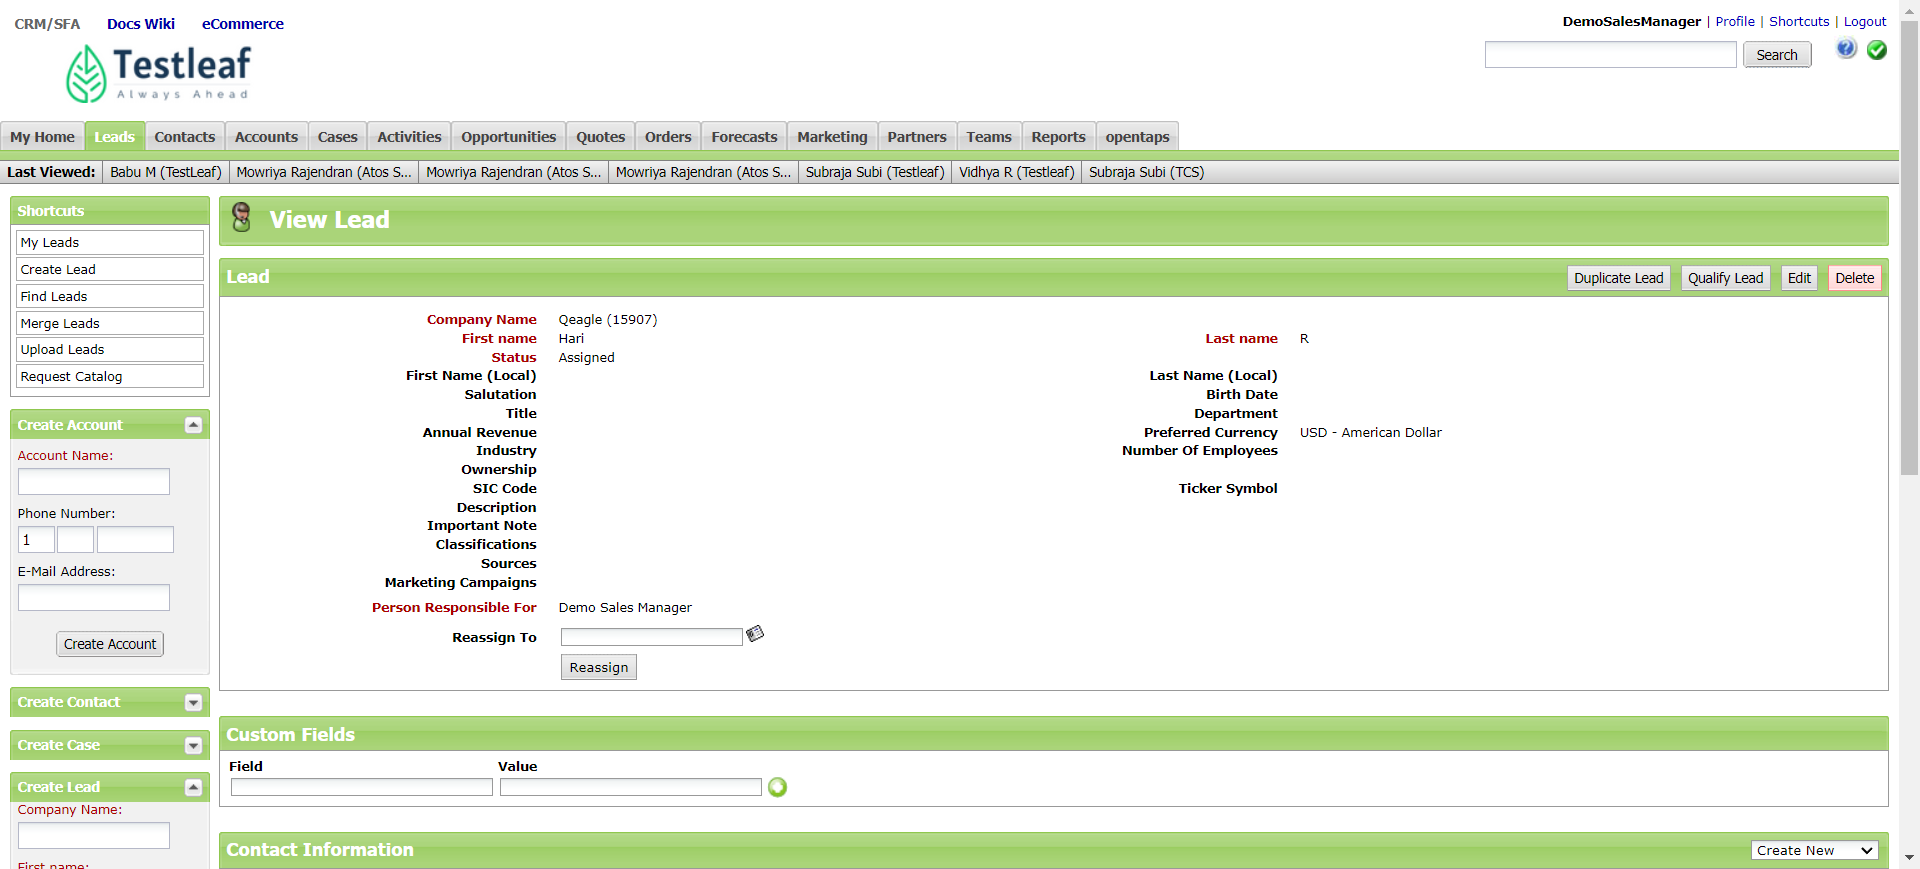 CRM/SFA Docs Wiki eCommerce
DemoSalesManager | Profile | Shortcuts | Logout
Testleaf
Always Ahead
Search
My Home Leads Contacts Accounts Cases Activities Opportunities Quotes Orders Forecasts Marketing Partners Teams Reports opentaps
Last Viewed: Babu M (TestLeaf) Mowriya Rajendran (Atos S... Mowriya Rajendran (Atos S... Mowriya Rajendran (Atos S... Subraja Subi (Testleaf) Vidhya R (Testleaf) Subraja Subi (TCS)
Shortcuts
My Leads
Create Lead
Find Leads
Merge Leads
Upload Leads
Request Catalog
Create Account
Account Name:
Phone Number:
1
E-Mail Address:
Create Account
Create Contact
Create Case
Create Lead
Company Name:
First name:
View Lead
Lead
Duplicate Lead Qualify Lead Edit Delete
Company Name Qeagle (15907)
First name Hari Last name R
Status Assigned
First Name (Local) Last Name (Local)
Salutation Birth Date
Title Department
Annual Revenue Preferred Currency USD - American Dollar
Industry Number Of Employees
Ownership
SIC Code Ticker Symbol
Description
Important Note
Classifications
Sources
Marketing Campaigns
Person Responsible For Demo Sales Manager
Reassign To
Reassign
Custom Fields
Field Value
Contact Information
Create New